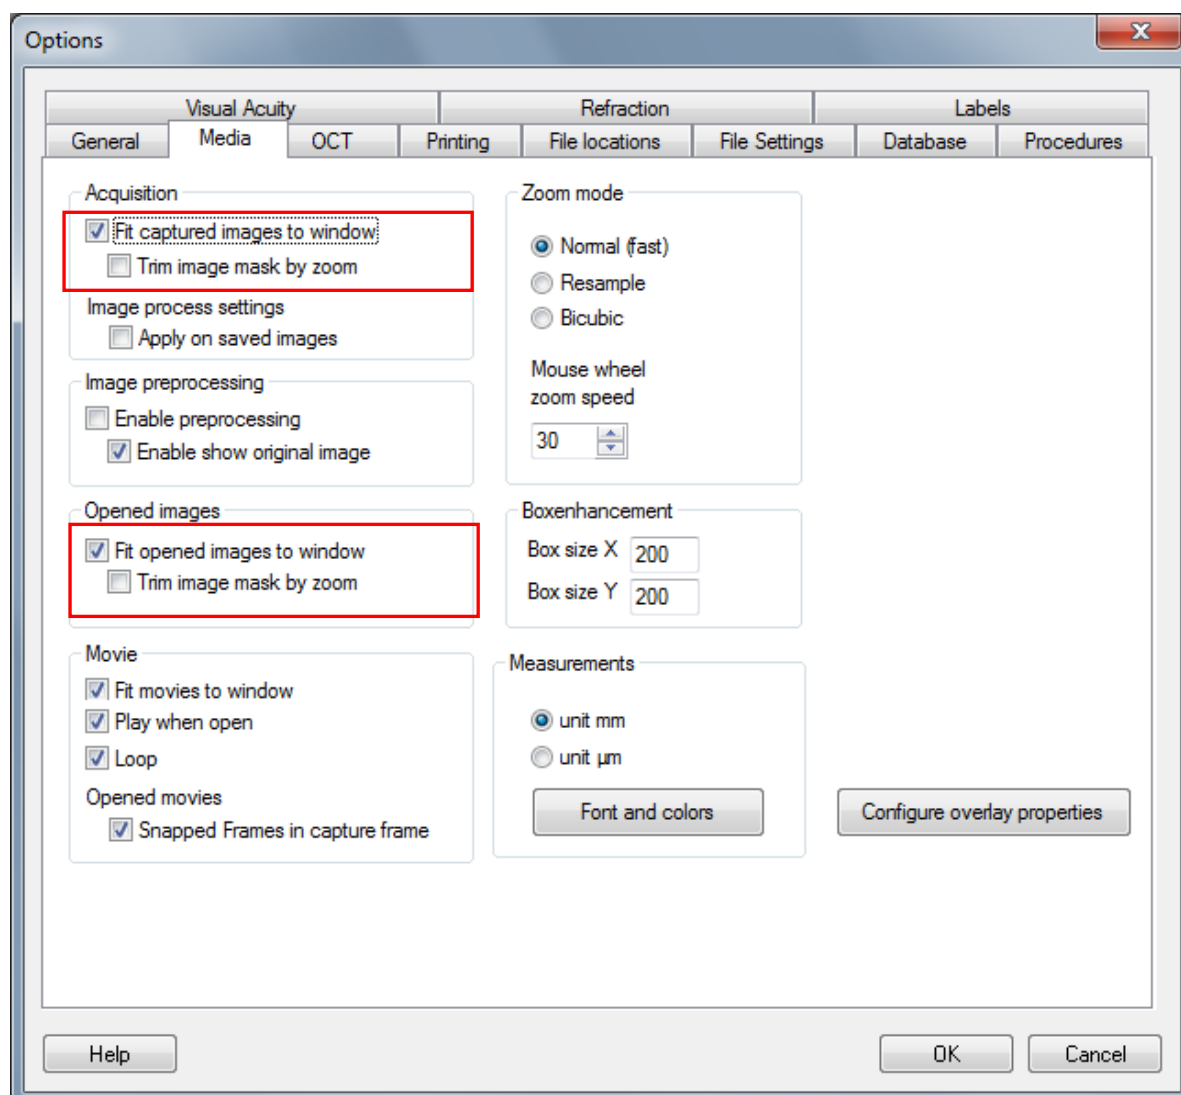 Options
X
Visual Acuity Refraction Labels
General Media OCT Printing File locations File Settings Database Procedures
Acquisition
Fit captured images to window
Trim image mask by zoom
Image process settings
Apply on saved images
Image preprocessing
Enable preprocessing
Enable show original image
Opened images
Fit opened images to window
Trim image mask by zoom
Movie
Fit movies to window
Play when open
Loop
Opened movies
Snapped Frames in capture frame
Zoom mode
Normal (fast)
Resample
Bicubic
Mouse wheel
zoom speed
30
Boxenhancement
Box size X 200
Box size Y 200
Measurements
unit mm
unit µm
Font and colors
Configure overlay properties
Help OK Cancel